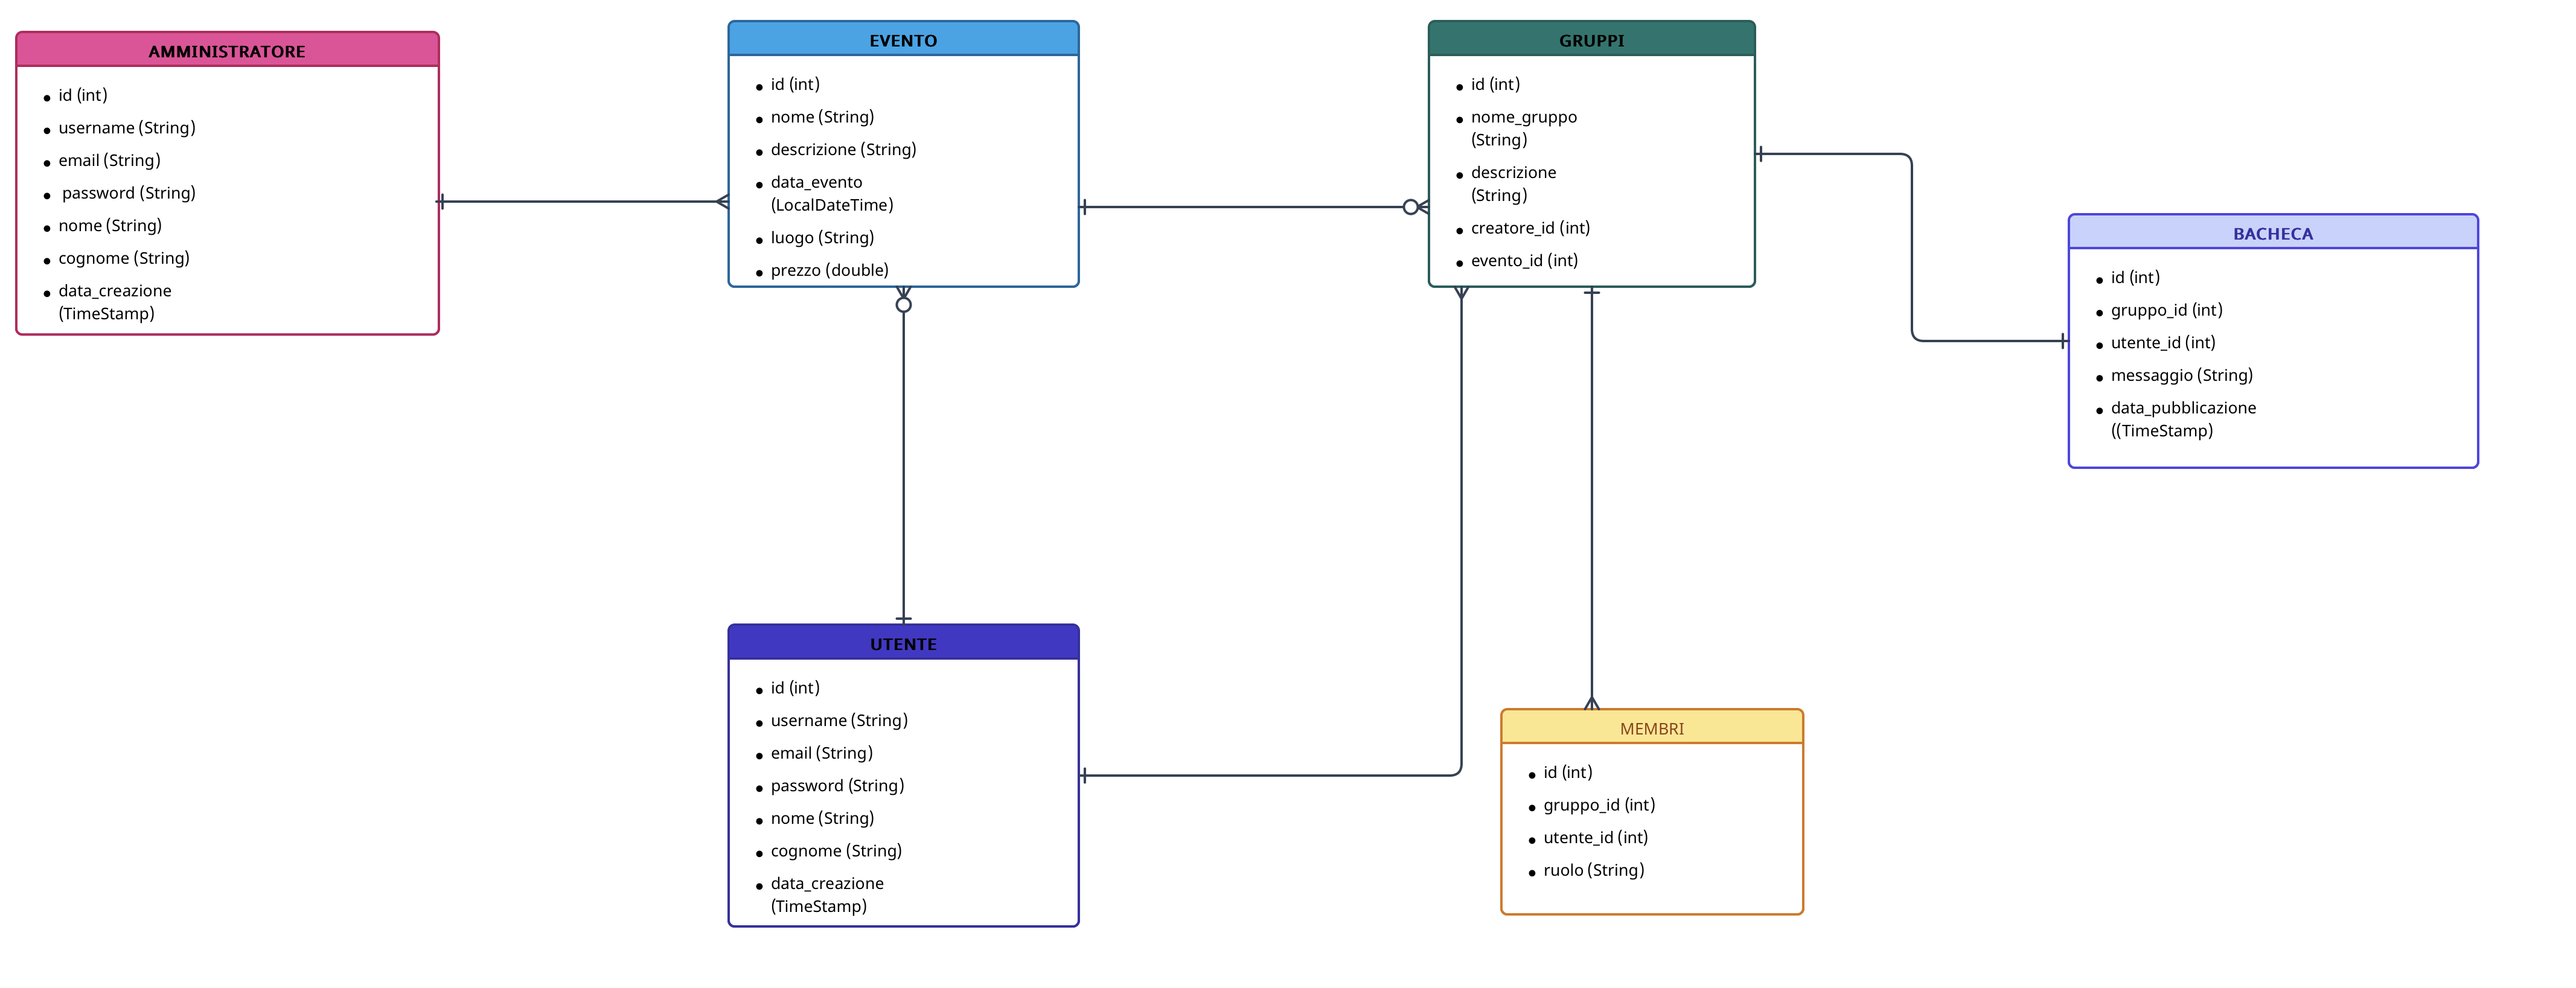 AMMINISTRATORE
id (int)
username (String)
email (String)
password (String)
nome (String)
cognome (String)
data_creazione
(TimeStamp)
EVENTO
id (int)
nome (String)
descrizione (String)
data_evento
(LocalDateTime)
luogo (String)
prezzo (double)
GRUPPI
id (int)
nome_gruppo
(String)
descrizione
(String)
creatore_id (int)
evento_id (int)
BACHECA
id (int)
gruppo_id (int)
utente_id (int)
messaggio (String)
data_pubblicazione
((TimeStamp)
UTENTE
id (int)
username (String)
email (String)
password (String)
nome (String)
cognome (String)
data_creazione
(TimeStamp)
MEMBRI
id (int)
gruppo_id (int)
utente_id (int)
ruolo (String)